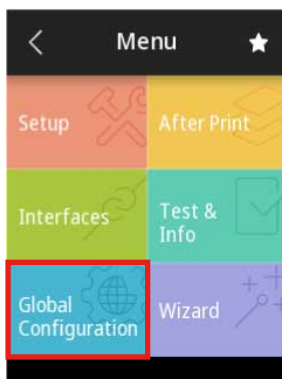 Menu
Setup
After Print
Interfaces
Test &
Info
Global
Configuration
Wizard